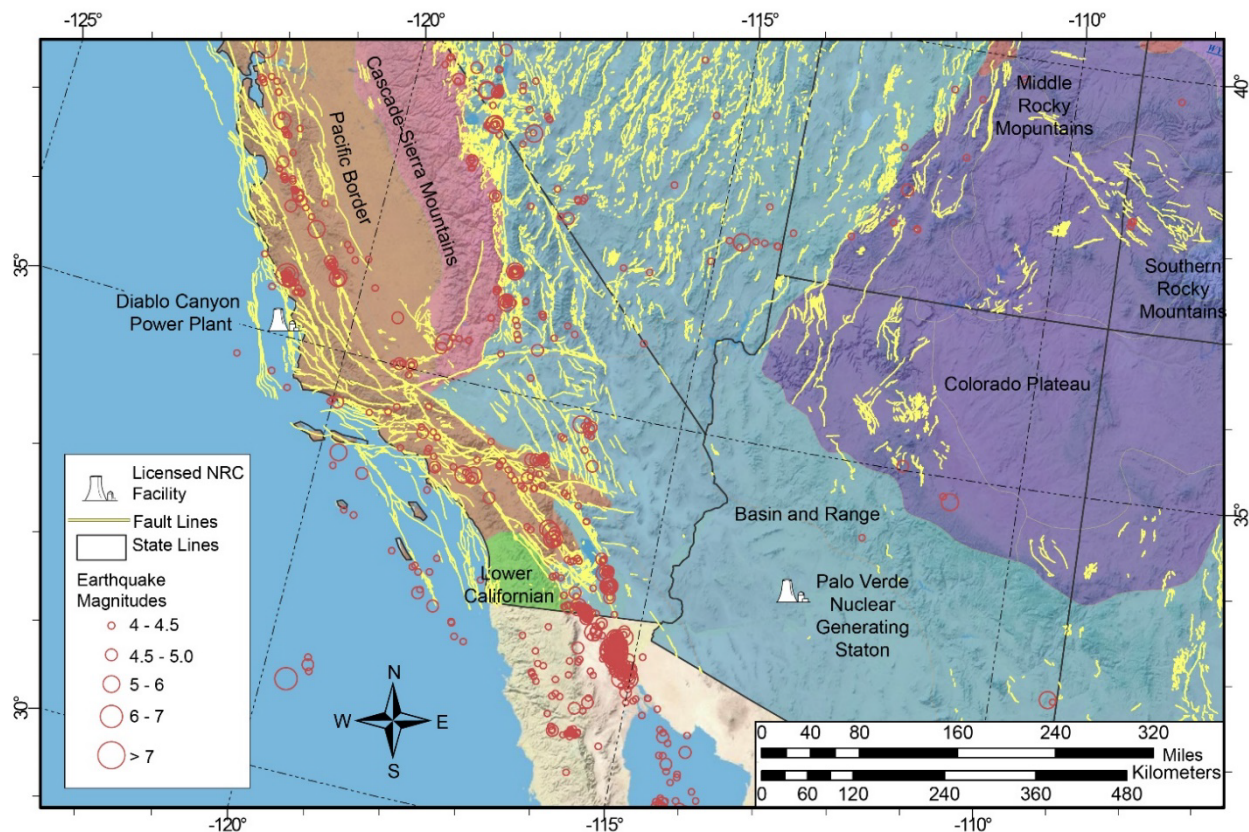 -125°
-120°
-115°
-110°
40°
35°
30°
35°
-120°
-115°
-110°
Cascade-Sierra Mountains
Pacific Border
Middle
Rocky
Mopuntains
Southern
Rocky
Mountains
Diablo Canyon
Power Plant
Colorado Plateau
Basin and Range
Lower
Californian
Palo Verde
Nuclear
Generating
Staton
Licensed NRC
Facility
Fault Lines
State Lines
Earthquake
Magnitudes
4 - 4.5
4.5 - 5.0
5 - 6
6 - 7
> 7
N
W E
S
0 40 80 160 240 320
Miles
Kilometers
0 60 120 240 360 480